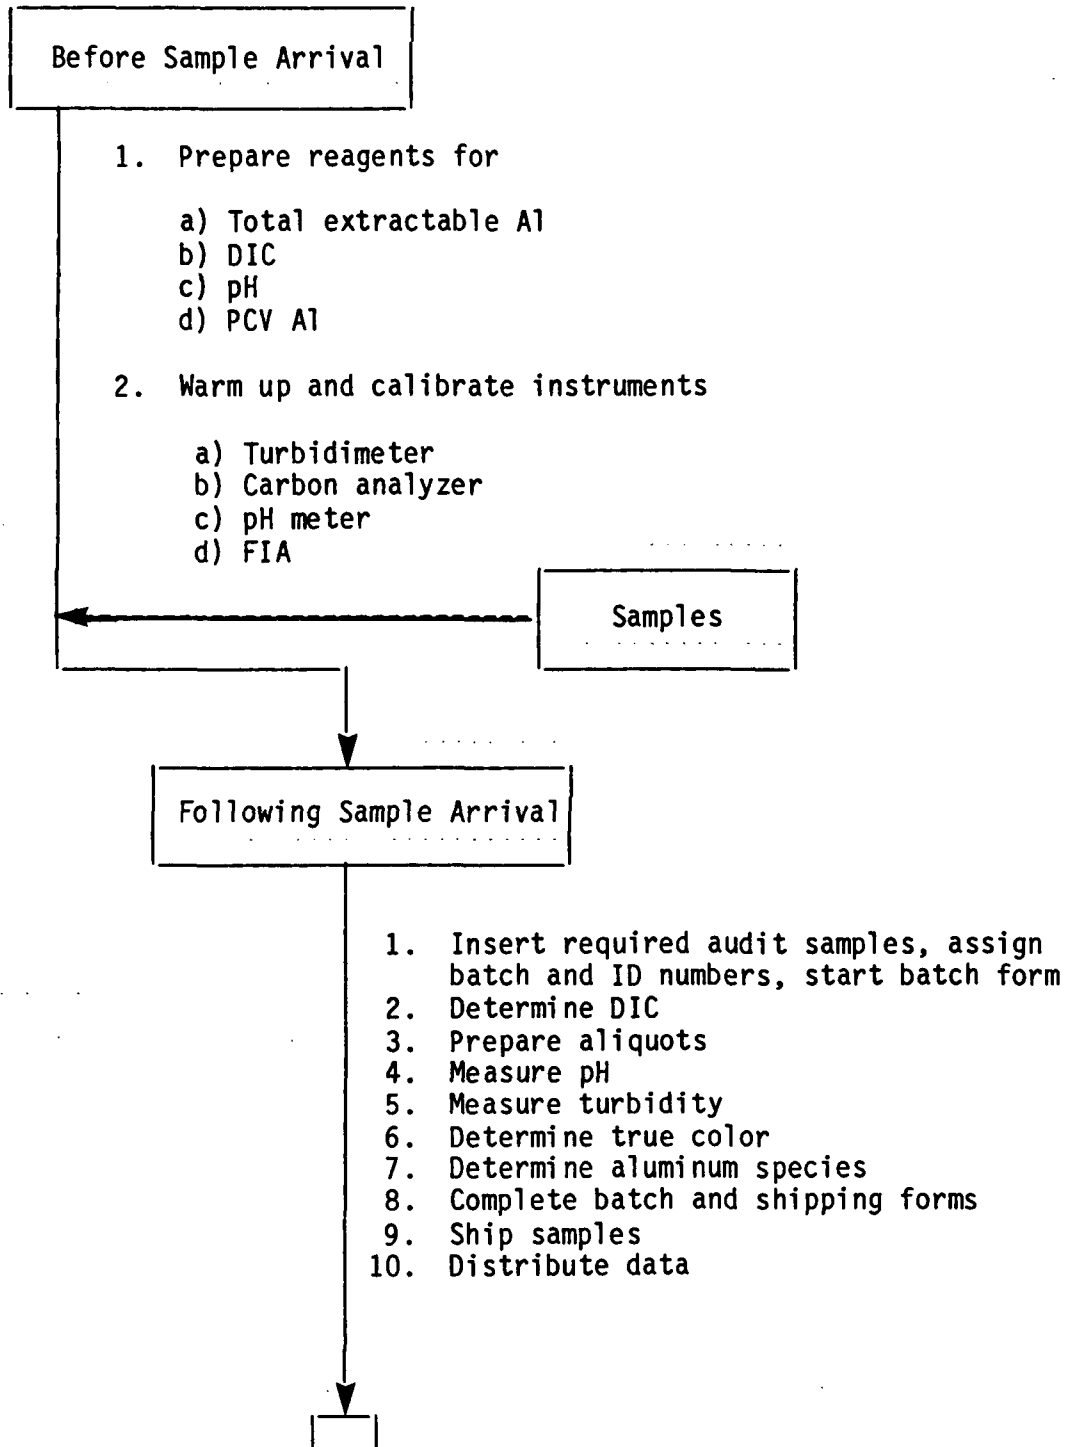 Before Sample Arrival
1. Prepare reagents for
a) Total extractable Al
b) DIC
c) pH
d) PCV Al
2. Warm up and calibrate instruments
a) Turbidimeter
b) Carbon analyzer
c) pH meter
d) FIA
Samples
Following Sample Arrival
1. Insert required audit samples, assign
batch and ID numbers, start batch form
2. Determine DIC
3. Prepare aliquots
4. Measure pH
5. Measure turbidity
6. Determine true color
7. Determine aluminum species
8. Complete batch and shipping forms
9. Ship samples
10. Distribute data